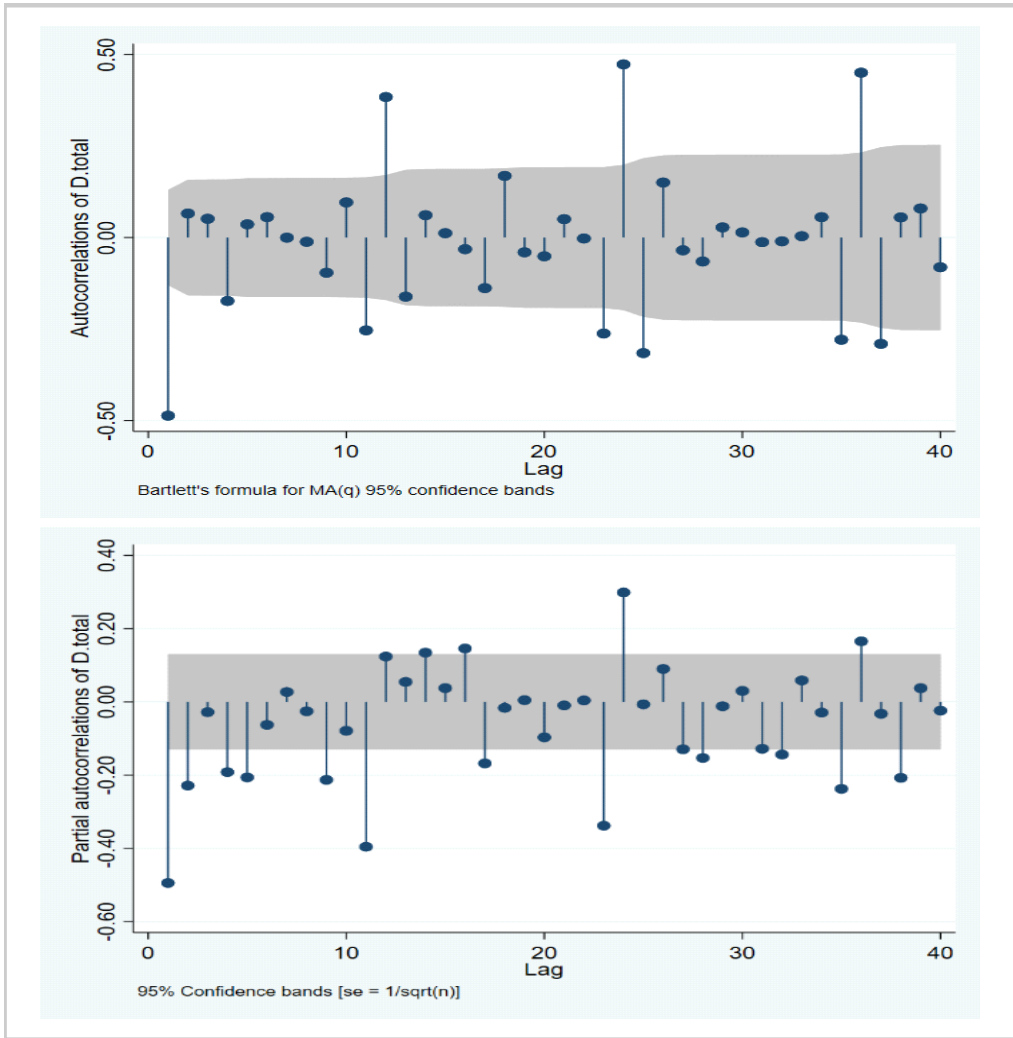 Autocorrelations of D.total
0.50
0.00
-0.50
0 10 20 30 40
Lag
Bartlett's formula for MA(q) 95% confidence bands
Partial autocorrelations of D.total
0.40
0.20
0.00
-0.20
-0.40
-0.60
0 10 20 30 40
Lag
95% Confidence bands [se = 1/sqrt(n)]